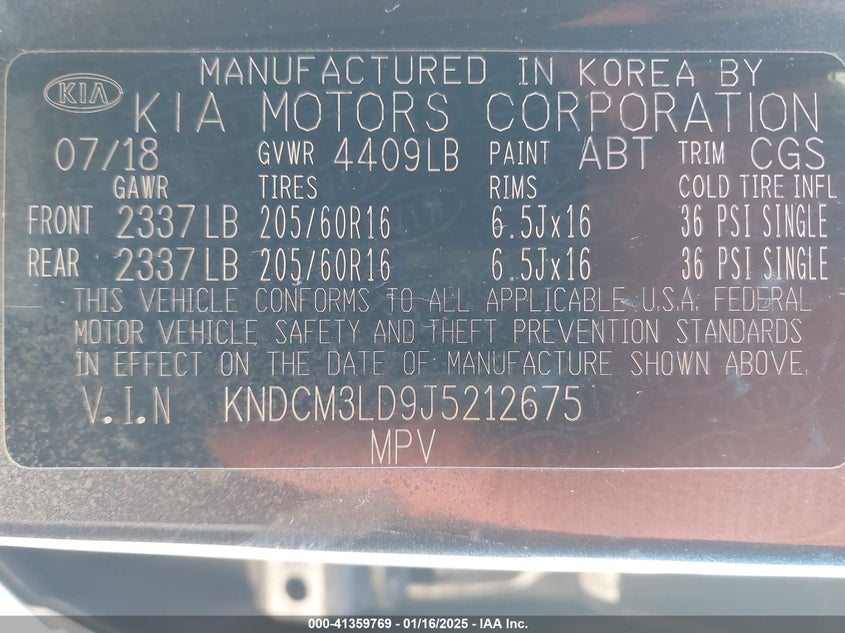 MANUFACTURED IN KOREA BY
KIA KIA MOTORS CORPORATION
07/18 GVWR 4409LB PAINT ABT TRIM CGS
GAWR TIRES RIMS COLD TIRE INFL
FRONT 2337LB 205/60R16 6.5Jx16 36 PSI SINGLE
REAR 2337LB 205/60R16 6.5Jx16 36 PSI SINGLE
THIS VEHICLE CONFORMS TO ALL APPLICABLE U.S.A. FEDERAL
MOTOR VEHICLE SAFETY AND THEFT PREVENTION STANDARDS
IN EFFECT ON THE DATE OF MANUFACTURE SHOWN ABOVE.
V.I.N KNDCM3LD9J5212675
MPV
000-41359769 - 01/16/2025 - IAA Inc.